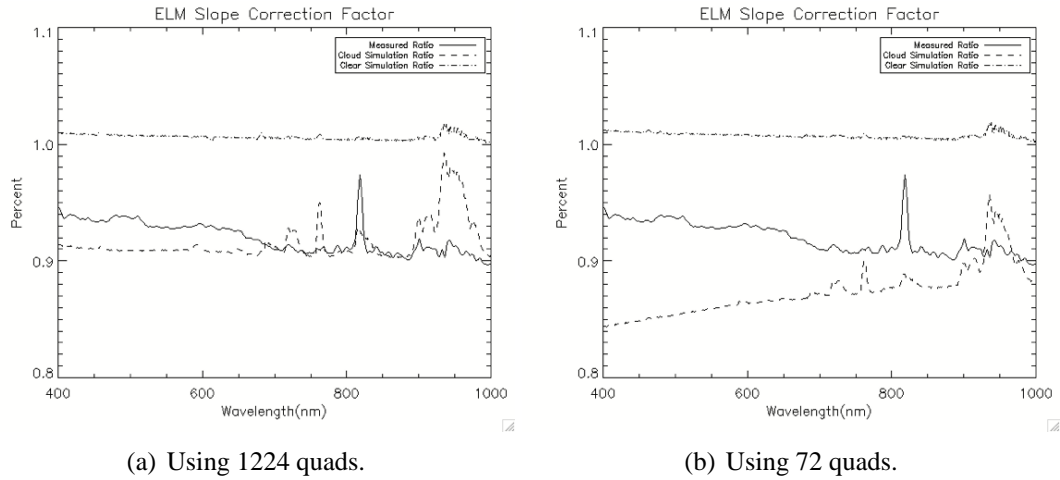 ELM Slope Correction Factor
1.1
1.0
0.9
0.8
Percent
Measured Ratio
Cloud Simulation Ratio
Clear Simulation Ratio
400
600
800
1000
Wavelength(nm)
(a) Using 1224 quads.
ELM Slope Correction Factor
1.1
1.0
0.9
0.8
Percent
Measured Ratio
Cloud Simulation Ratio
Clear Simulation Ratio
400
600
800
1000
Wavelength(nm)
(b) Using 72 quads.